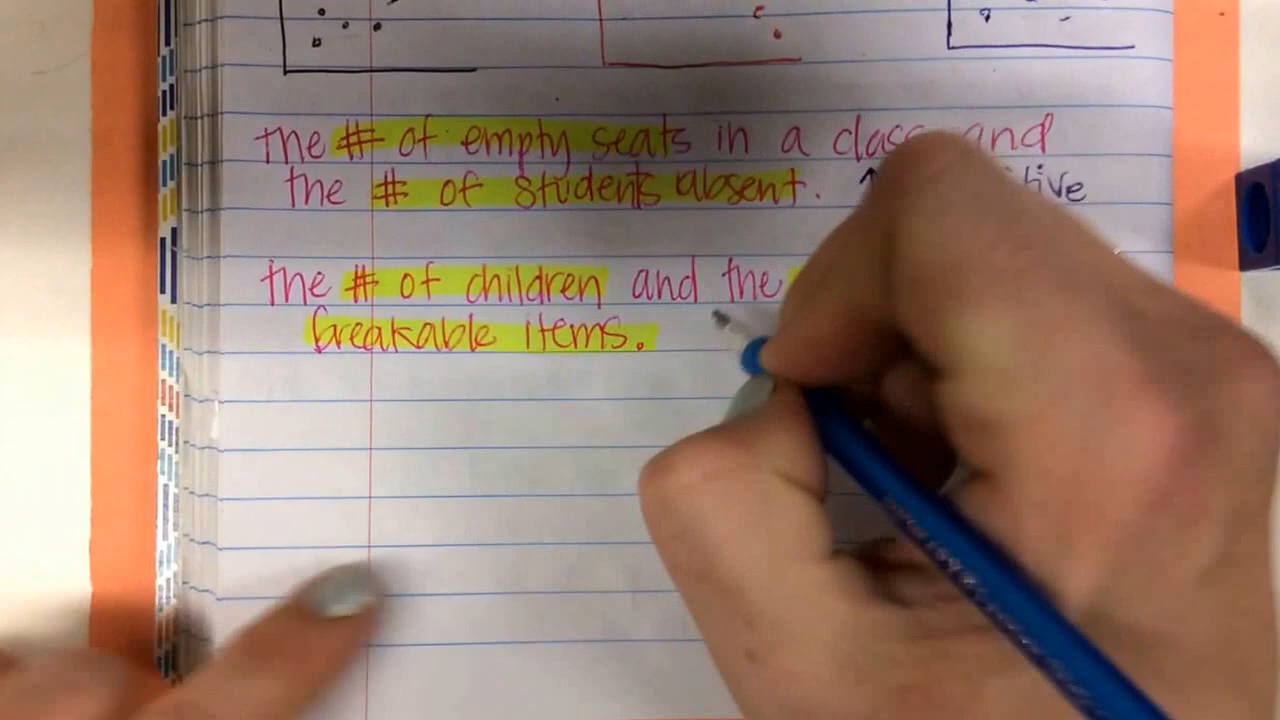 the # of empty seats in a class and
the # of students absent. ↑
the # of children and the
breakable items.